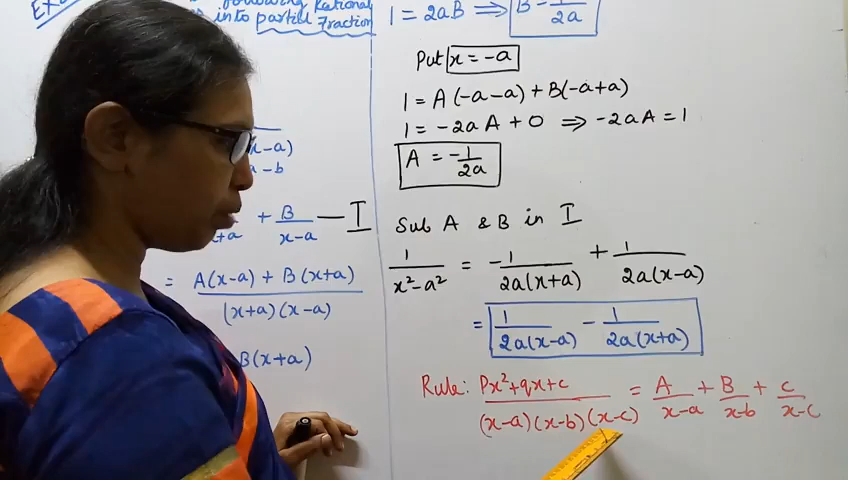 Following Rational
into partial Fraction
x-a)
a-b
+a + B/(x-a) — I
= (A(x-a) + B(x+a))/((x+a)(x-a))
B(x+a)
1 = 2aB ⟹ B = 1/(2a)
Put x = -a
1 = A(-a-a) + B(-a+a)
1 = -2aA + 0 ⟹ -2aA = 1
A = -1/(2a)
Sub A & B in I
1/(x²-a²) = -1/(2a(x+a)) + 1/(2a(x-a))
= 1/(2a(x-a)) - 1/(2a(x+a))
Rule: (Px²+qx+c)/((x-a)(x-b)(x-c)) = A/(x-a) + B/(x-b) + c/(x-c)